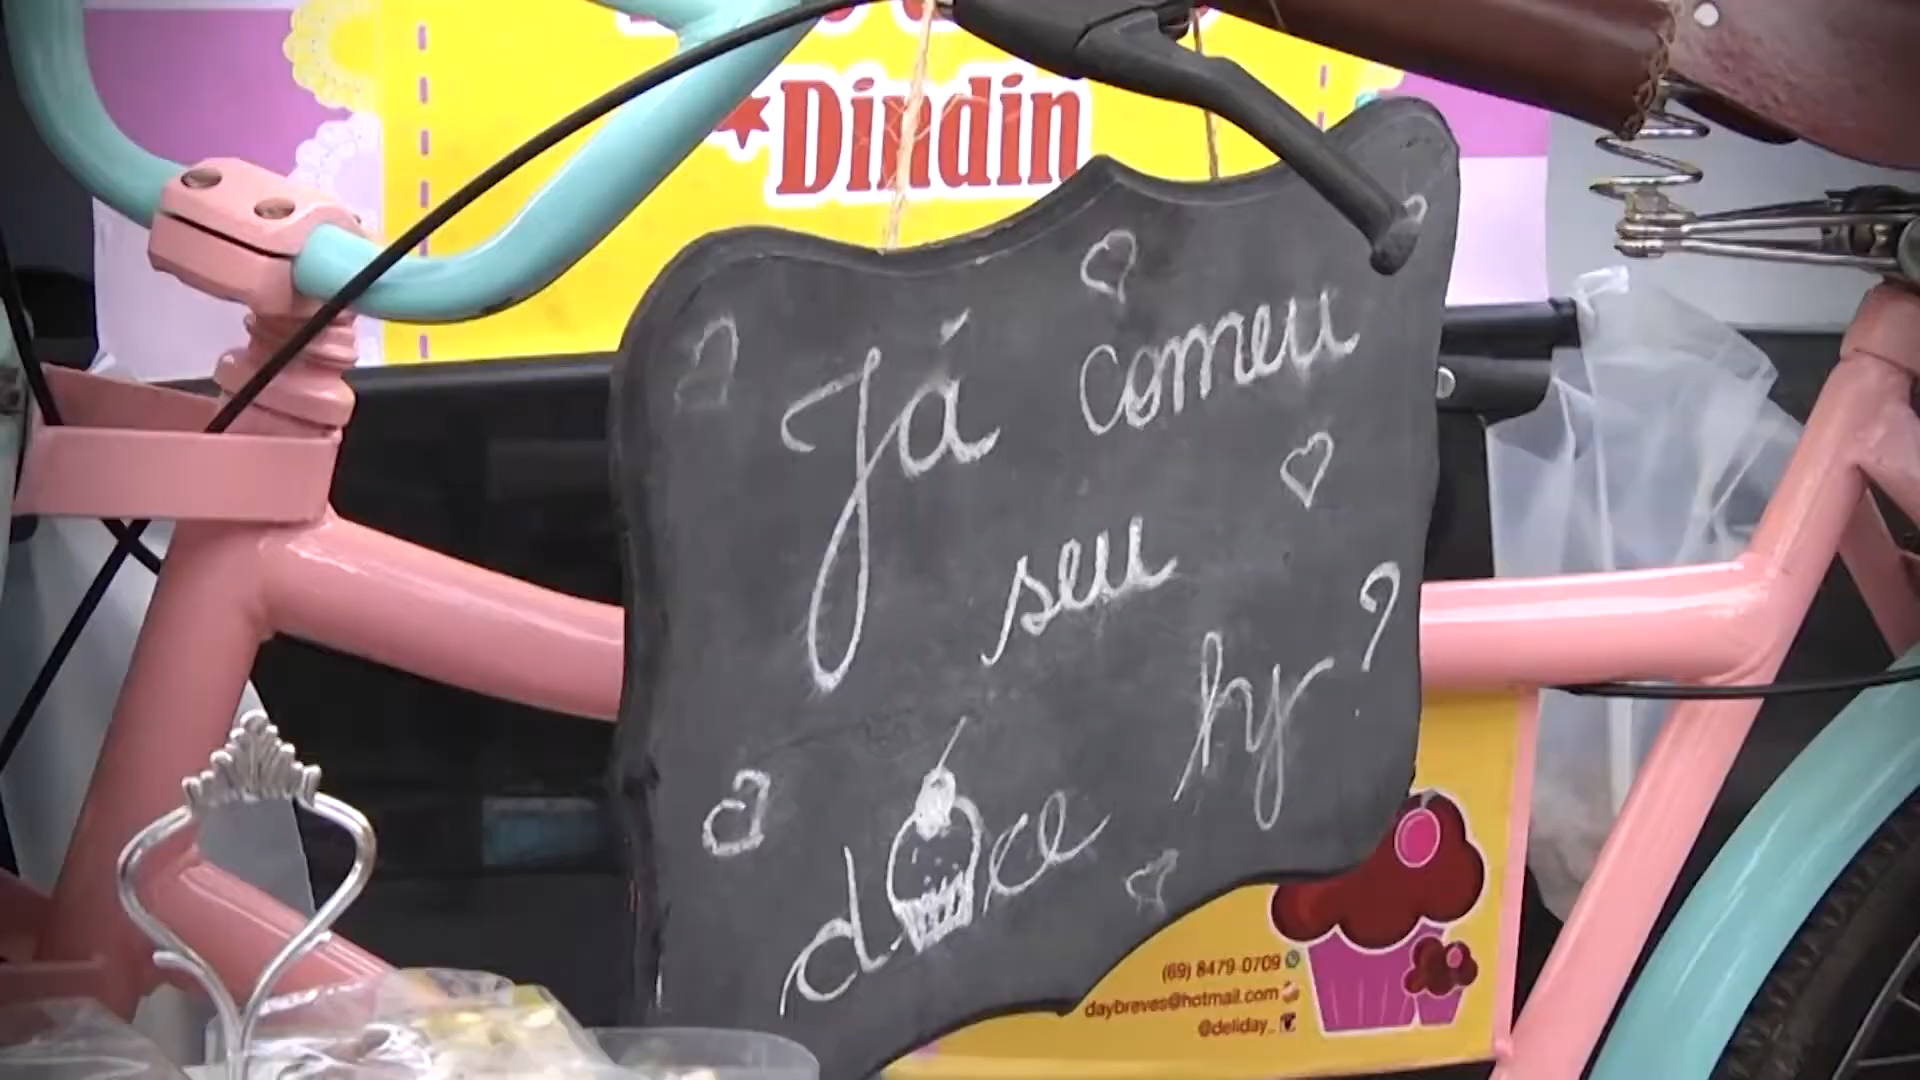 Dindin
Já comeu
seu
doce hj?
(69) 8479-0709
daybreves@hotmail.com
@deliday_